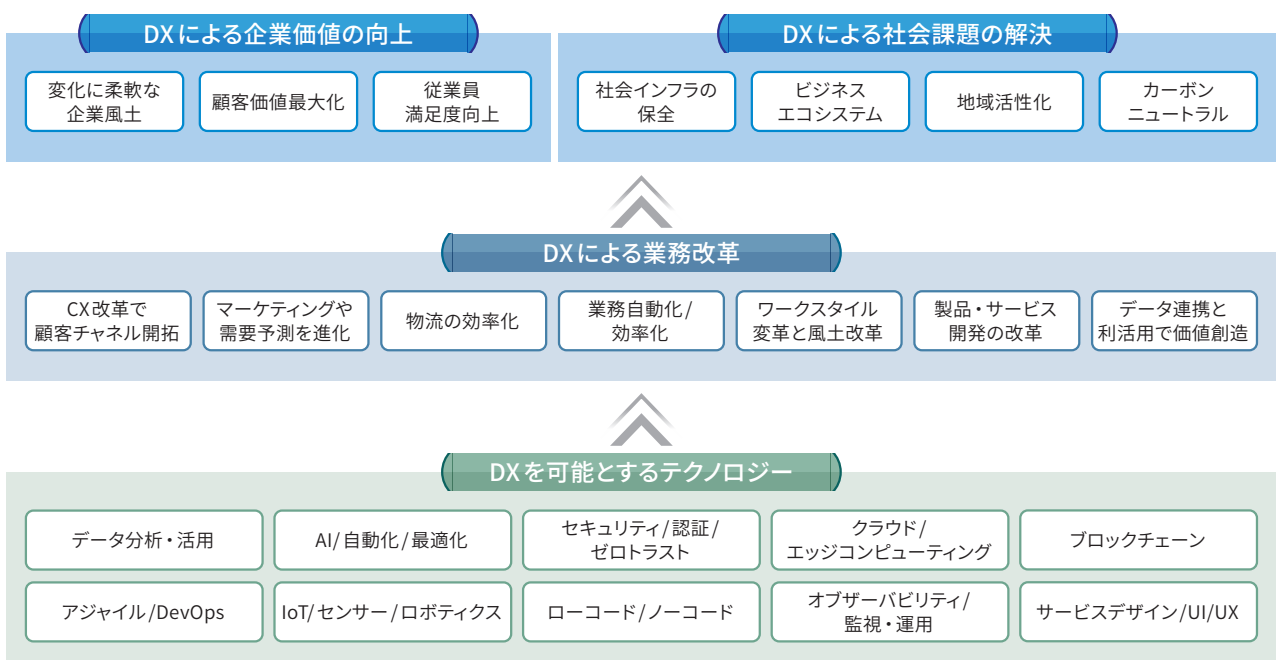 DXによる企業価値の向上
変化に柔軟な
企業風土
顧客価値最大化
従業員
満足度向上
DXによる社会課題の解決
社会インフラの
保全
ビジネス
エコシステム
地域活性化
カーボン
ニュートラル
DXによる業務改革
CX改革で
顧客チャネル開拓
マーケティングや
需要予測を進化
物流の効率化
業務自動化/
効率化
ワークスタイル
変革と風土改革
製品・サービス
開発の改革
データ連携と
利活用で価値創造
DXを可能とするテクノロジー
データ分析・活用
AI/自動化/最適化
セキュリティ/認証/
ゼロトラスト
クラウド/
エッジコンピューティング
ブロックチェーン
アジャイル/DevOps
IoT/センサー/ロボティクス
ローコード/ノーコード
オブザーバビリティ/
監視・運用
サービスデザイン/UI/UX